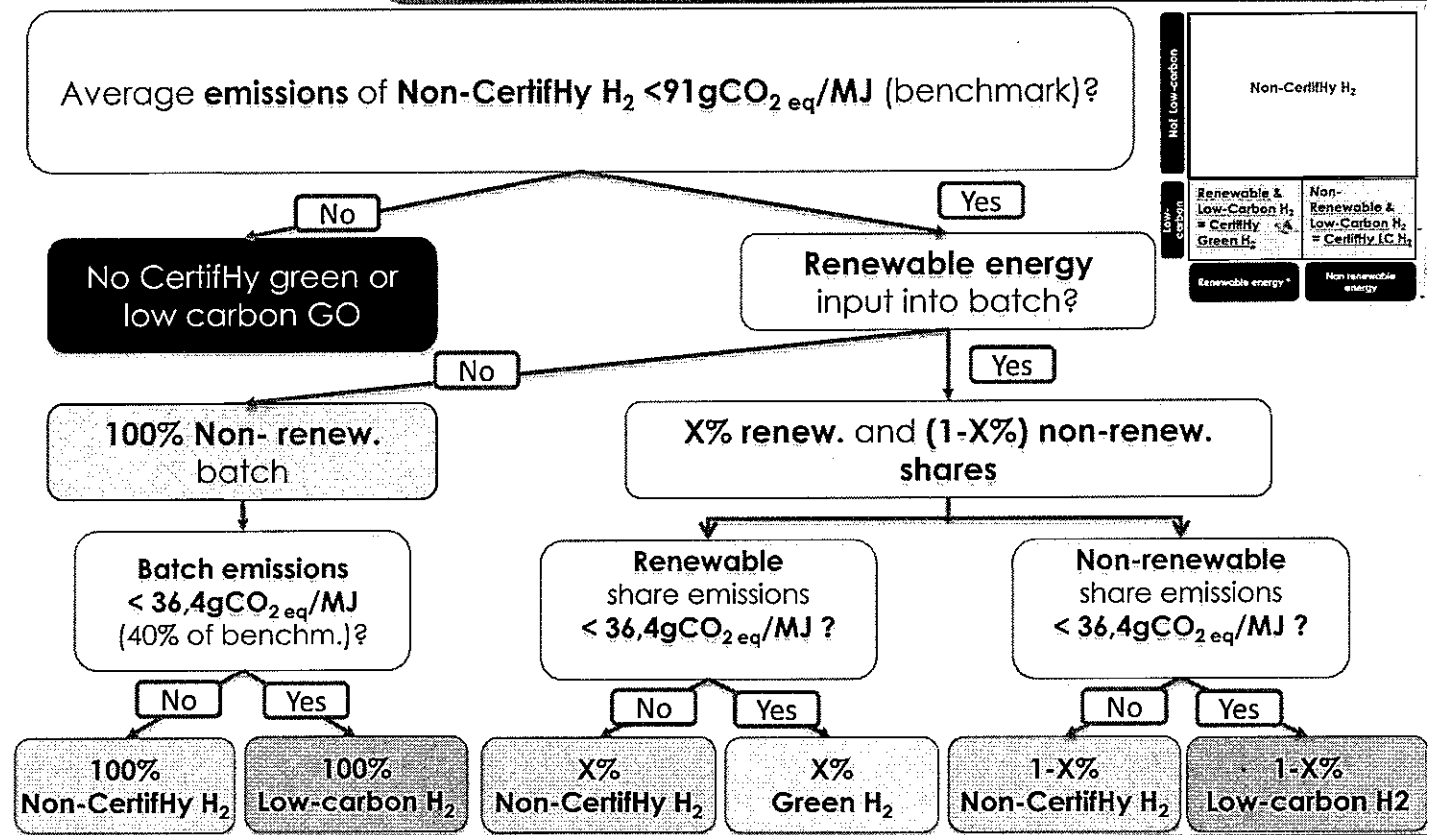 Average emissions of Non-CertifHy H₂ <91gCO₂ eq/MJ (benchmark)?
Not Low-carbon
Non-CertifHy H₂
Low-
carbon
Renewable &
Low-Carbon H₂
= CertifHy
Green H₂
Non-
Renewable &
Low-Carbon H₂
= CertifHy LC H₂
Renewable energy *
Non renewable
energy
No
Yes
No CertifHy green or
low carbon GO
Renewable energy
input into batch?
No
Yes
100% Non- renew.
batch
X% renew. and (1-X%) non-renew.
shares
Batch emissions
< 36,4gCO₂ eq/MJ
(40% of benchm.)?
Renewable
share emissions
< 36,4gCO₂ eq/MJ ?
Non-renewable
share emissions
< 36,4gCO₂ eq/MJ ?
No
Yes
No
Yes
No
Yes
100%
Non-CertifHy H₂
100%
Low-carbon H₂
X%
Non-CertifHy H₂
X%
Green H₂
1-X%
Non-CertifHy H₂
1-X%
Low-carbon H2